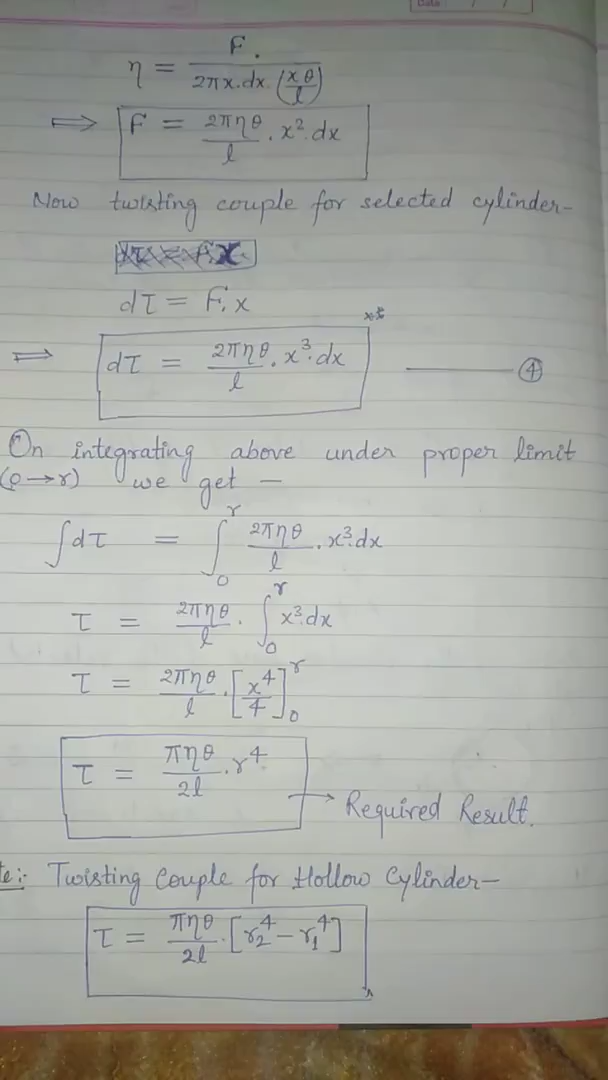 Date / /
η = F. / 2πx.dx.(xθ/l)
⟹ F = 2πηθ/l . x².dx
Now twisting couple for selected cylinder-
dτ = F.x
⟹ dτ = 2πηθ/l . x³.dx ——— ④
On integrating above under proper limit
(0→r) we get —
∫dτ = ∫₀ʳ 2πηθ/l . x³.dx
τ = 2πηθ/l . ∫₀ʳ x³.dx
τ = 2πηθ/l . [x⁴/4]₀ʳ
τ = πηθ/2l . r⁴
→ Required Result.
te:- Twisting Couple for Hollow Cylinder-
τ = πηθ/2l . [r₂⁴ - r₁⁴]